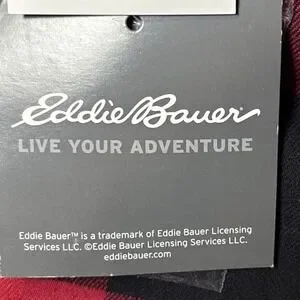 Eddie Bauer
LIVE YOUR ADVENTURE
Eddie Bauer™ is a trademark of Eddie Bauer Licensing
Services LLC. ©Eddie Bauer Licensing Services LLC.
eddiebauer.com